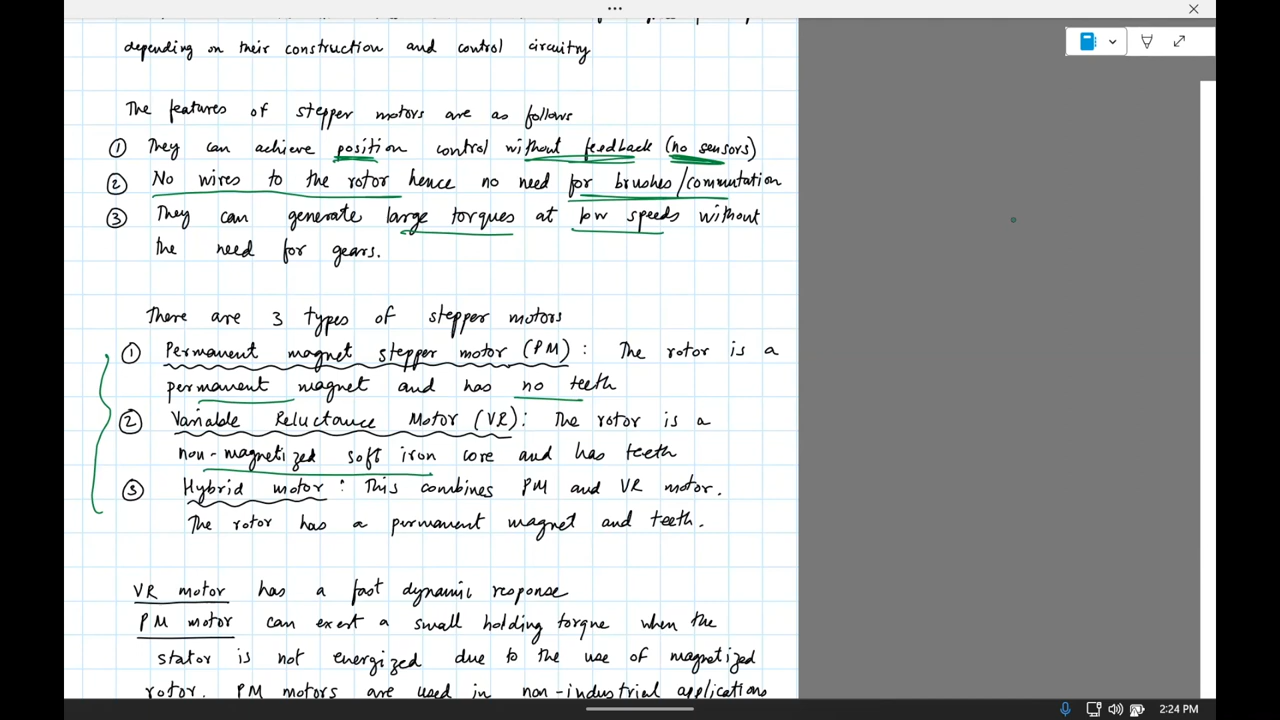 depending on their construction and control circuitry
The features of stepper motors are as follows
① They can achieve position control without feedback (no sensors)
② No wires to the rotor hence no need for brushes/commutation
③ They can generate large torques at low speeds without
the need for gears.
There are 3 types of stepper motors
① Permanent magnet stepper motor (PM) : The rotor is a
permanent magnet and has no teeth
② Variable Reluctance Motor (VR) : The rotor is a
non-magnetized soft iron core and has teeth
③ Hybrid motor : This combines PM and VR motor.
The rotor has a permanent magnet and teeth.
VR motor has a fast dynamic response
PM motor can exert a small holding torque when the
stator is not energized due to the use of magnetized
rotor. PM motors are used in non-industrial applications
2:24 PM